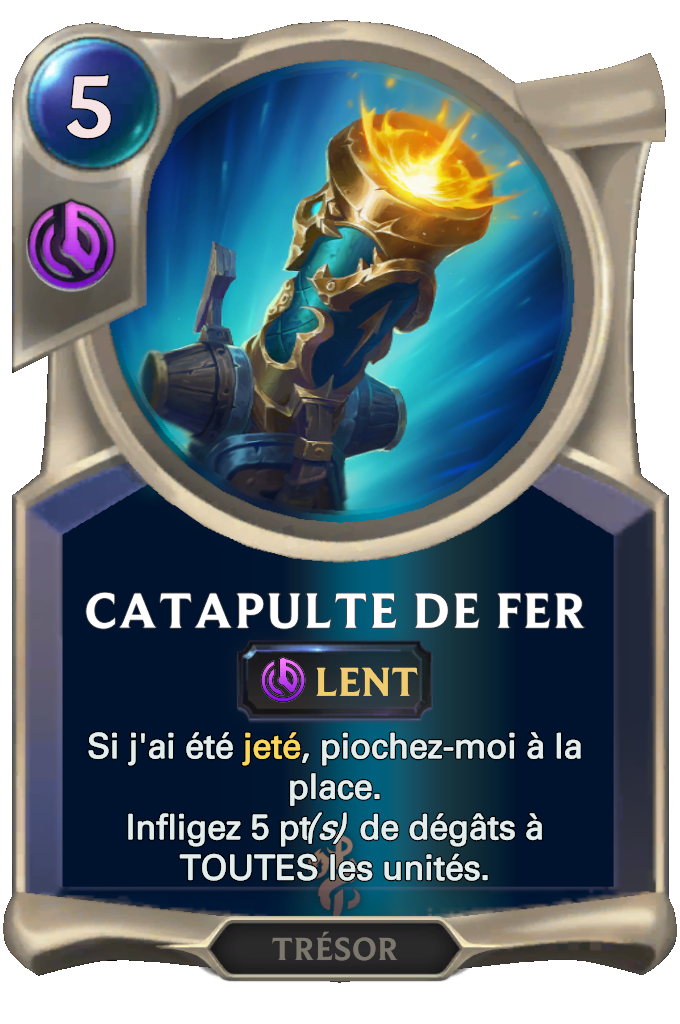 5
CATAPULTE DE FER
LENT
Si j'ai été jeté, piochez-moi à la
place.
Infligez 5 pt(s) de dégâts à
TOUTES les unités.
TRÉSOR